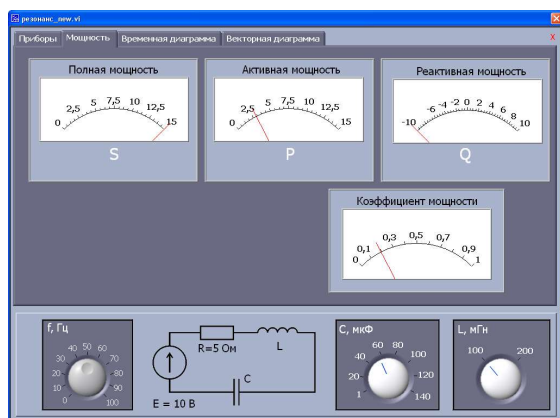 резонанс_new.vi
Приборы Мощность Временная диаграмма Векторная диаграмма X
Полная мощность
0 2,5 5 7,5 10 12,5 15
S
Активная мощность
0 2,5 5 7,5 10 12,5 15
P
Реактивная мощность
-10 -6 -4 -2 0 2 4 6 8 10
Q
Коэффициент мощности
0 0,1 0,3 0,5 0,7 0,9 1
f, Гц
0 10 20 30 40 50 60 70 80 90 100
R=5 Ом
L
C
E = 10 В
C, мкФ
1 20 40 60 80 100 120 140
L, мГн
100 200